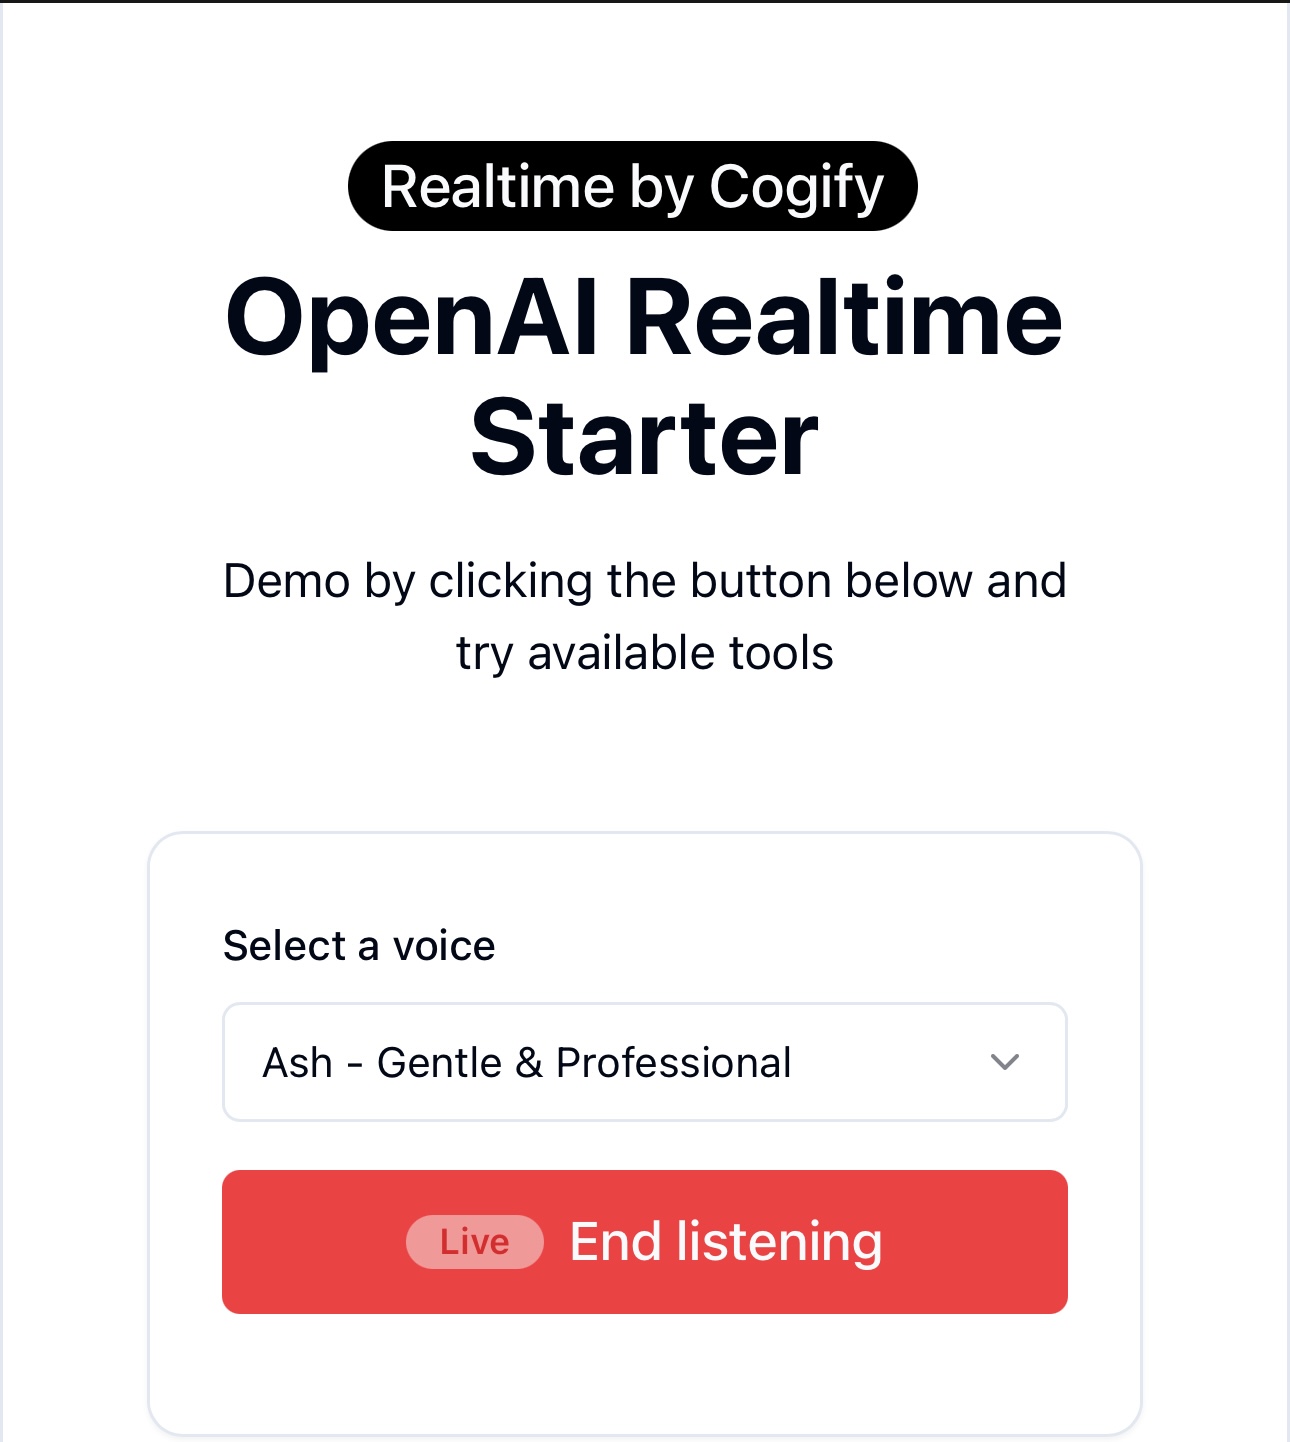 Realtime by Cogify
OpenAI Realtime
Starter
Demo by clicking the button below and
try available tools
Select a voice
Ash - Gentle & Professional
Live End listening